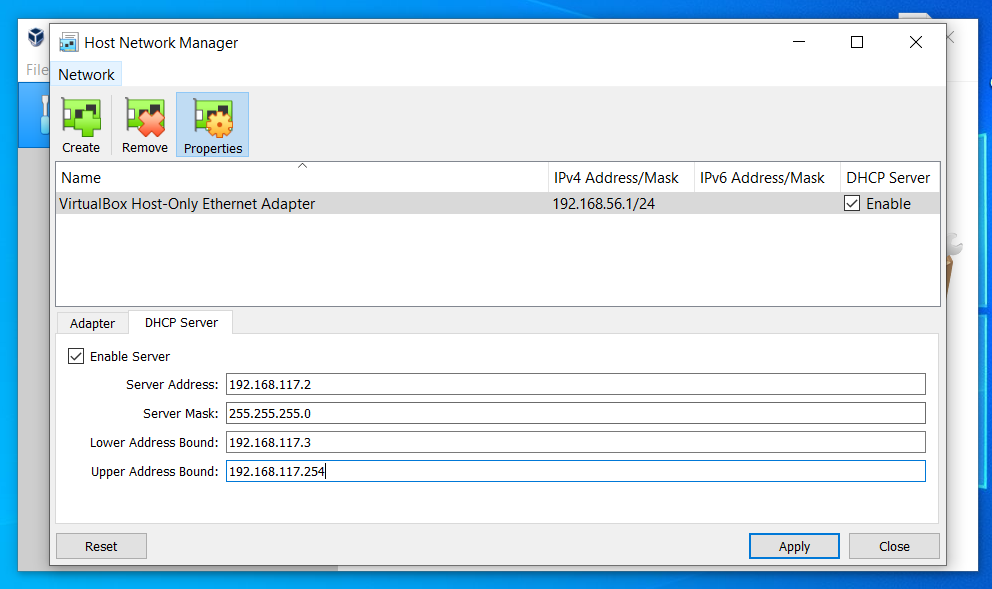 Host Network Manager
File
Network
Create
Remove
Properties
Name IPv4 Address/Mask IPv6 Address/Mask DHCP Server
VirtualBox Host-Only Ethernet Adapter 192.168.56.1/24 Enable
Adapter DHCP Server
Enable Server
Server Address: 192.168.117.2
Server Mask: 255.255.255.0
Lower Address Bound: 192.168.117.3
Upper Address Bound: 192.168.117.254
Reset Apply Close